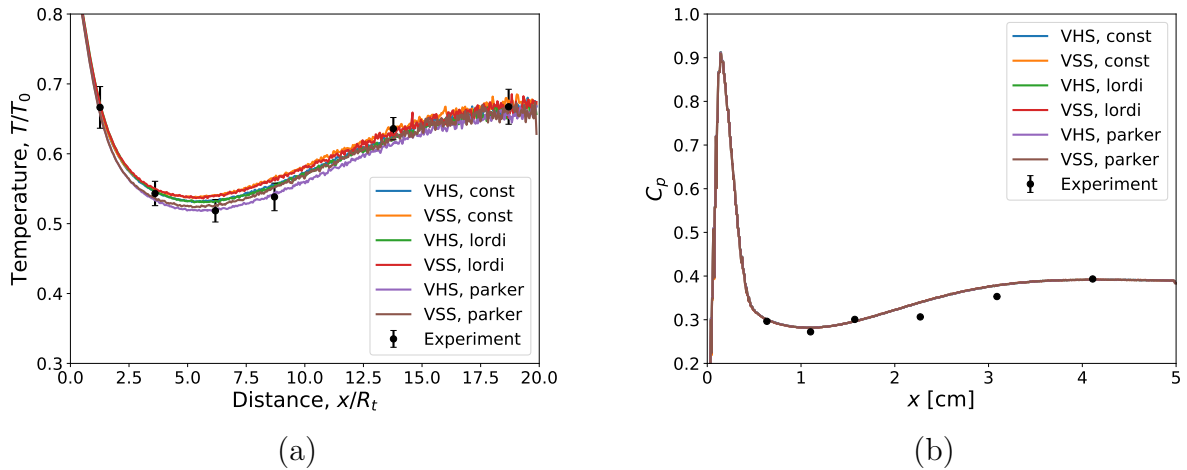 0.8
0.7
0.6
0.5
0.4
0.3
Temperature, T/T0
0.0 2.5 5.0 7.5 10.0 12.5 15.0 17.5 20.0
Distance, x/Rt
VHS, const
VSS, const
VHS, lordi
VSS, lordi
VHS, parker
VSS, parker
Experiment
(a)
1.0
0.9
0.8
0.7
0.6
0.5
0.4
0.3
0.2
Cp
0 1 2 3 4 5
x [cm]
VHS, const
VSS, const
VHS, lordi
VSS, lordi
VHS, parker
VSS, parker
Experiment
(b)